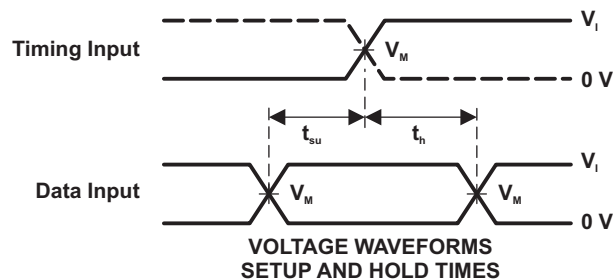 V_I
Timing Input
V_M
0 V
t_su
t_h
V_I
Data Input
V_M
V_M
0 V
VOLTAGE WAVEFORMS
SETUP AND HOLD TIMES